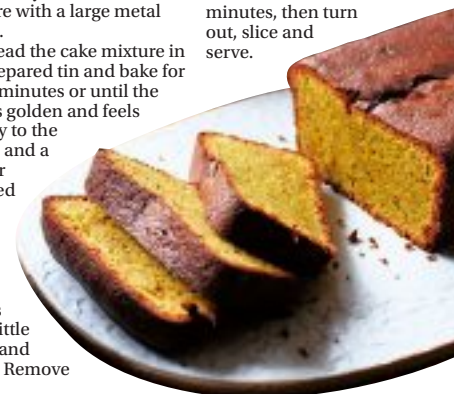 re with a large metal
.
ead the cake mixture in
epared tin and bake for
minutes or until the
s golden and feels
y to the
and a
r
ed
s
ittle
and
Remove
minutes, then turn
out, slice and
serve.